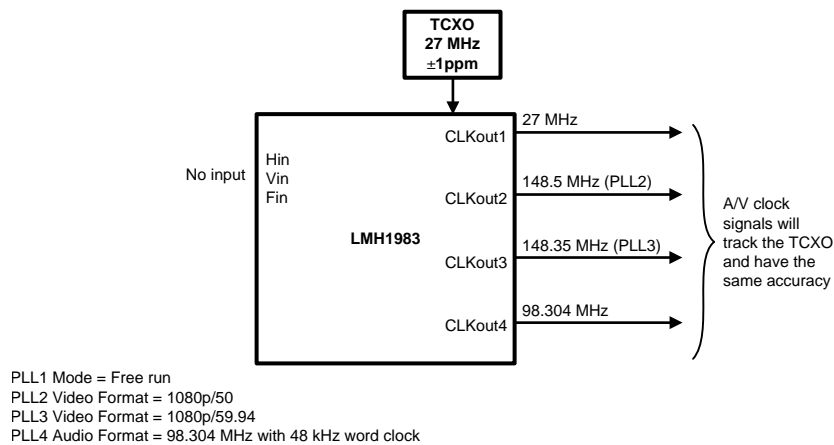 TCXO
27 MHz
±1ppm
No input
Hin
Vin
Fin
LMH1983
CLKout1
27 MHz
CLKout2
148.5 MHz (PLL2)
CLKout3
148.35 MHz (PLL3)
CLKout4
98.304 MHz
A/V clock
signals will
track the TCXO
and have the
same accuracy
PLL1 Mode = Free run
PLL2 Video Format = 1080p/50
PLL3 Video Format = 1080p/59.94
PLL4 Audio Format = 98.304 MHz with 48 kHz word clock